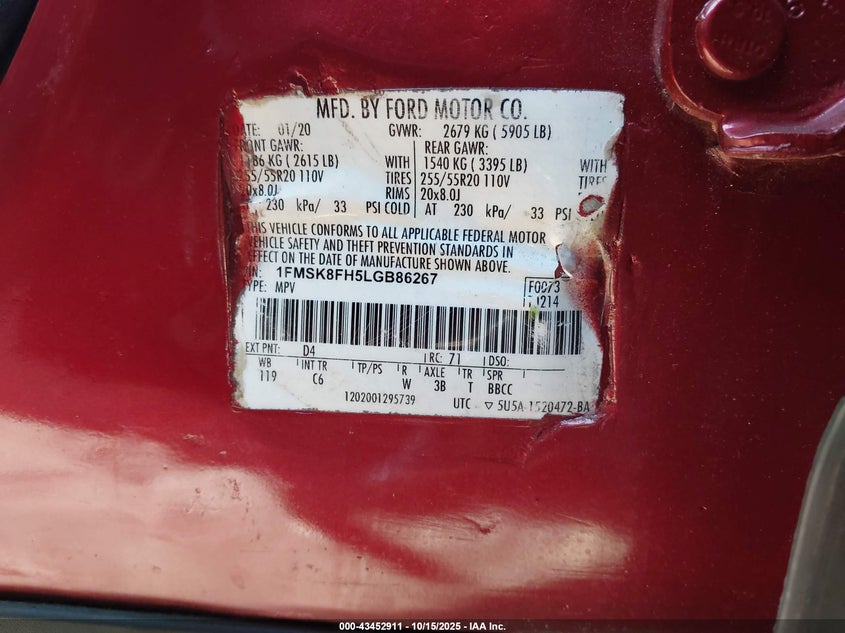 MFD. BY FORD MOTOR CO.
DATE: 01/20 GVWR: 2679 KG ( 5905 LB)
FRONT GAWR: REAR GAWR:
186 KG ( 2615 LB) WITH 1540 KG ( 3395 LB) WITH
255/55R20 110V TIRES 255/55R20 110V TIRES
20x8.0J RIMS 20x8.0J
230 kPa/ 33 PSI COLD AT 230 kPa/ 33 PSI
THIS VEHICLE CONFORMS TO ALL APPLICABLE FEDERAL MOTOR
VEHICLE SAFETY AND THEFT PREVENTION STANDARDS IN
EFFECT ON THE DATE OF MANUFACTURE SHOWN ABOVE.
1FMSK8FH5LGB86267
TYPE: MPV F0073
214
EXT PNT: D4 RC: 71 DSO:
WB INT TR TP/PS R AXLE TR SPR
119 C6 W 3B T BBCC
1202001295739 UTC ▽ 5U5A-1520472-BA
000-43452911 - 10/15/2025 - IAA Inc.